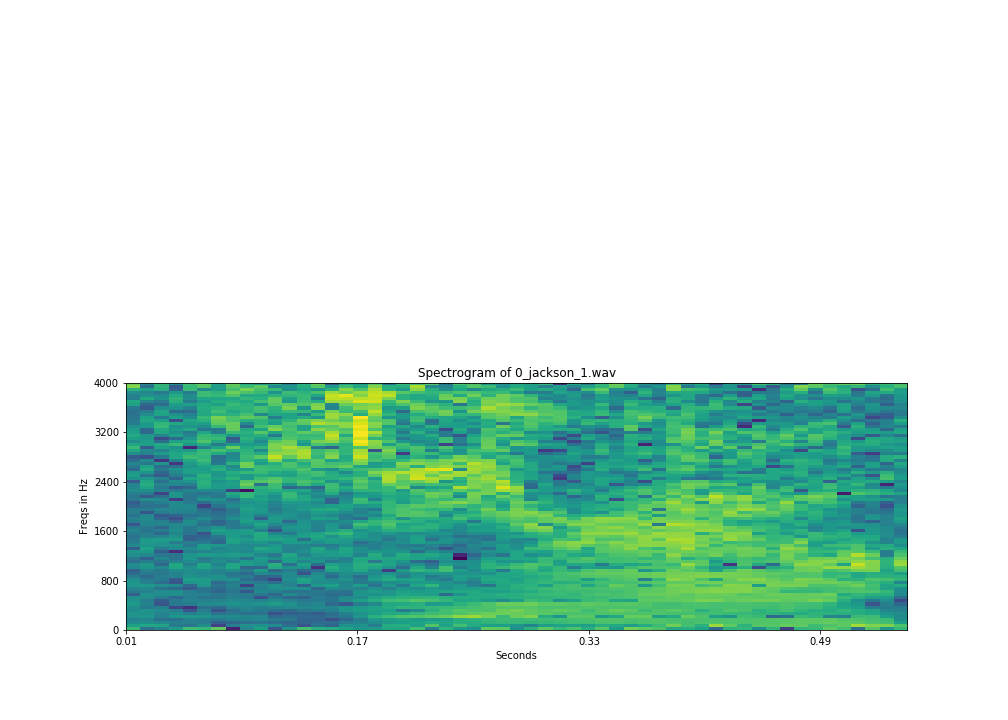 Spectrogram of 0_jackson_1.wav
4000
3200
2400
1600
800
0
Freqs in Hz
0.01 0.17 0.33 0.49
Seconds